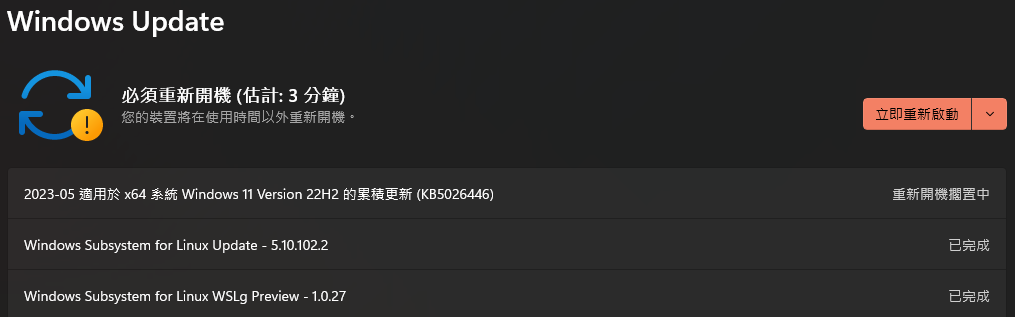 Windows Update
必須重新開機 (估計: 3 分鐘)
您的裝置將在使用時間以外重新開機。
立即重新啟動
2023-05 適用於 x64 系統 Windows 11 Version 22H2 的累積更新 (KB5026446)
重新開機擱置中
Windows Subsystem for Linux Update - 5.10.102.2
已完成
Windows Subsystem for Linux WSLg Preview - 1.0.27
已完成